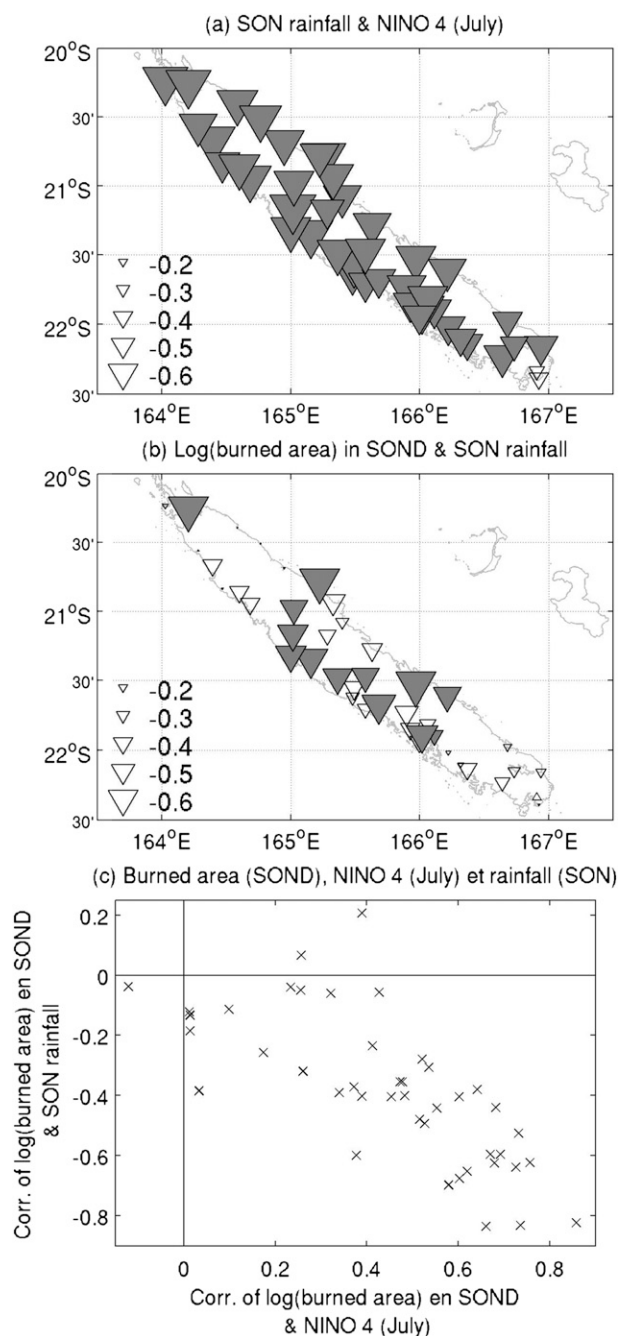 (a) SON rainfall & NINO 4 (July)
20°S
30'
21°S
30'
22°S
30'
-0.2
-0.3
-0.4
-0.5
-0.6
164°E
165°E
166°E
167°E
(b) Log(burned area) in SOND & SON rainfall
20°S
30'
21°S
30'
22°S
30'
-0.2
-0.3
-0.4
-0.5
-0.6
164°E
165°E
166°E
167°E
(c) Burned area (SOND), NINO 4 (July) et rainfall (SON)
Corr. of log(burned area) en SOND
& SON rainfall
0.2
0
-0.2
-0.4
-0.6
-0.8
0
0.2
0.4
0.6
0.8
Corr. of log(burned area) en SOND
& NINO 4 (July)